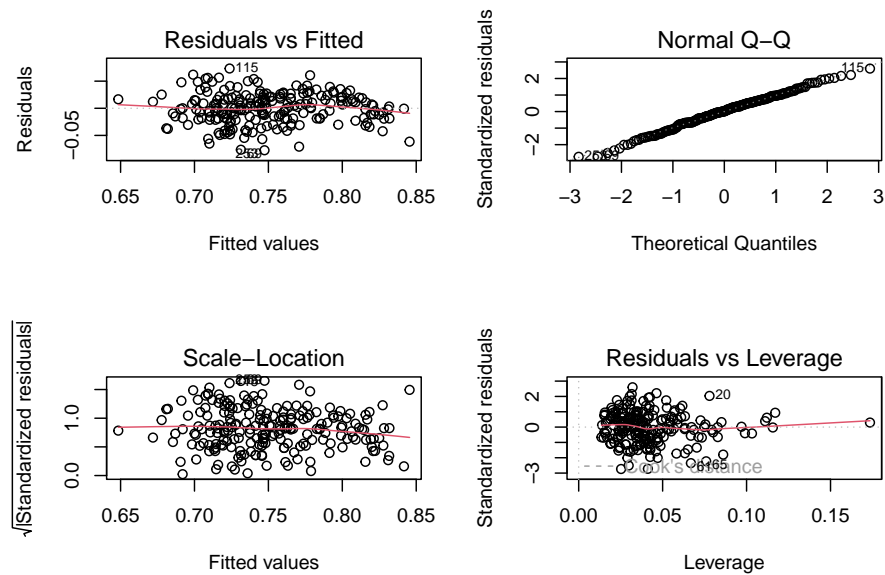 Residuals vs Fitted
Residuals
−0.05
115
0.65 0.70 0.75 0.80 0.85
Fitted values
Normal Q−Q
Standardized residuals
−2 0 2
115
−3 −2 −1 0 1 2 3
Theoretical Quantiles
Scale−Location
√|Standardized residuals|
0.0 1.0
0.65 0.70 0.75 0.80 0.85
Fitted values
Residuals vs Leverage
Standardized residuals
−3 0 2
20
Cook's distance
0.00 0.05 0.10 0.15
Leverage